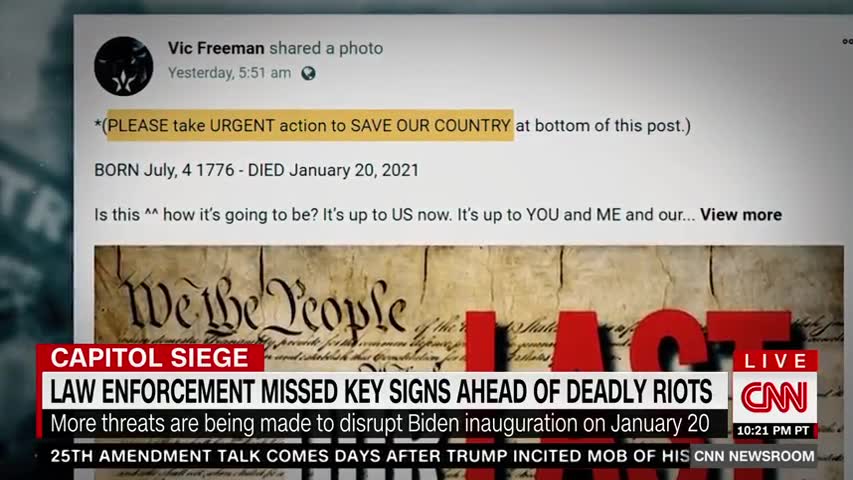 Vic Freeman shared a photo
Yesterday, 5:51 am
*(PLEASE take URGENT action to SAVE OUR COUNTRY at bottom of this post.)
BORN July, 4 1776 - DIED January 20, 2021
Is this ^^ how it's going to be? It's up to US now. It's up to YOU and ME and our... View more
We the People
LAST
CAPITOL SIEGE
LAW ENFORCEMENT MISSED KEY SIGNS AHEAD OF DEADLY RIOTS
More threats are being made to disrupt Biden inauguration on January 20
LIVE
CNN
10:21 PM PT
25TH AMENDMENT TALK COMES DAYS AFTER TRUMP INCITED MOB OF HIS
CNN NEWSROOM